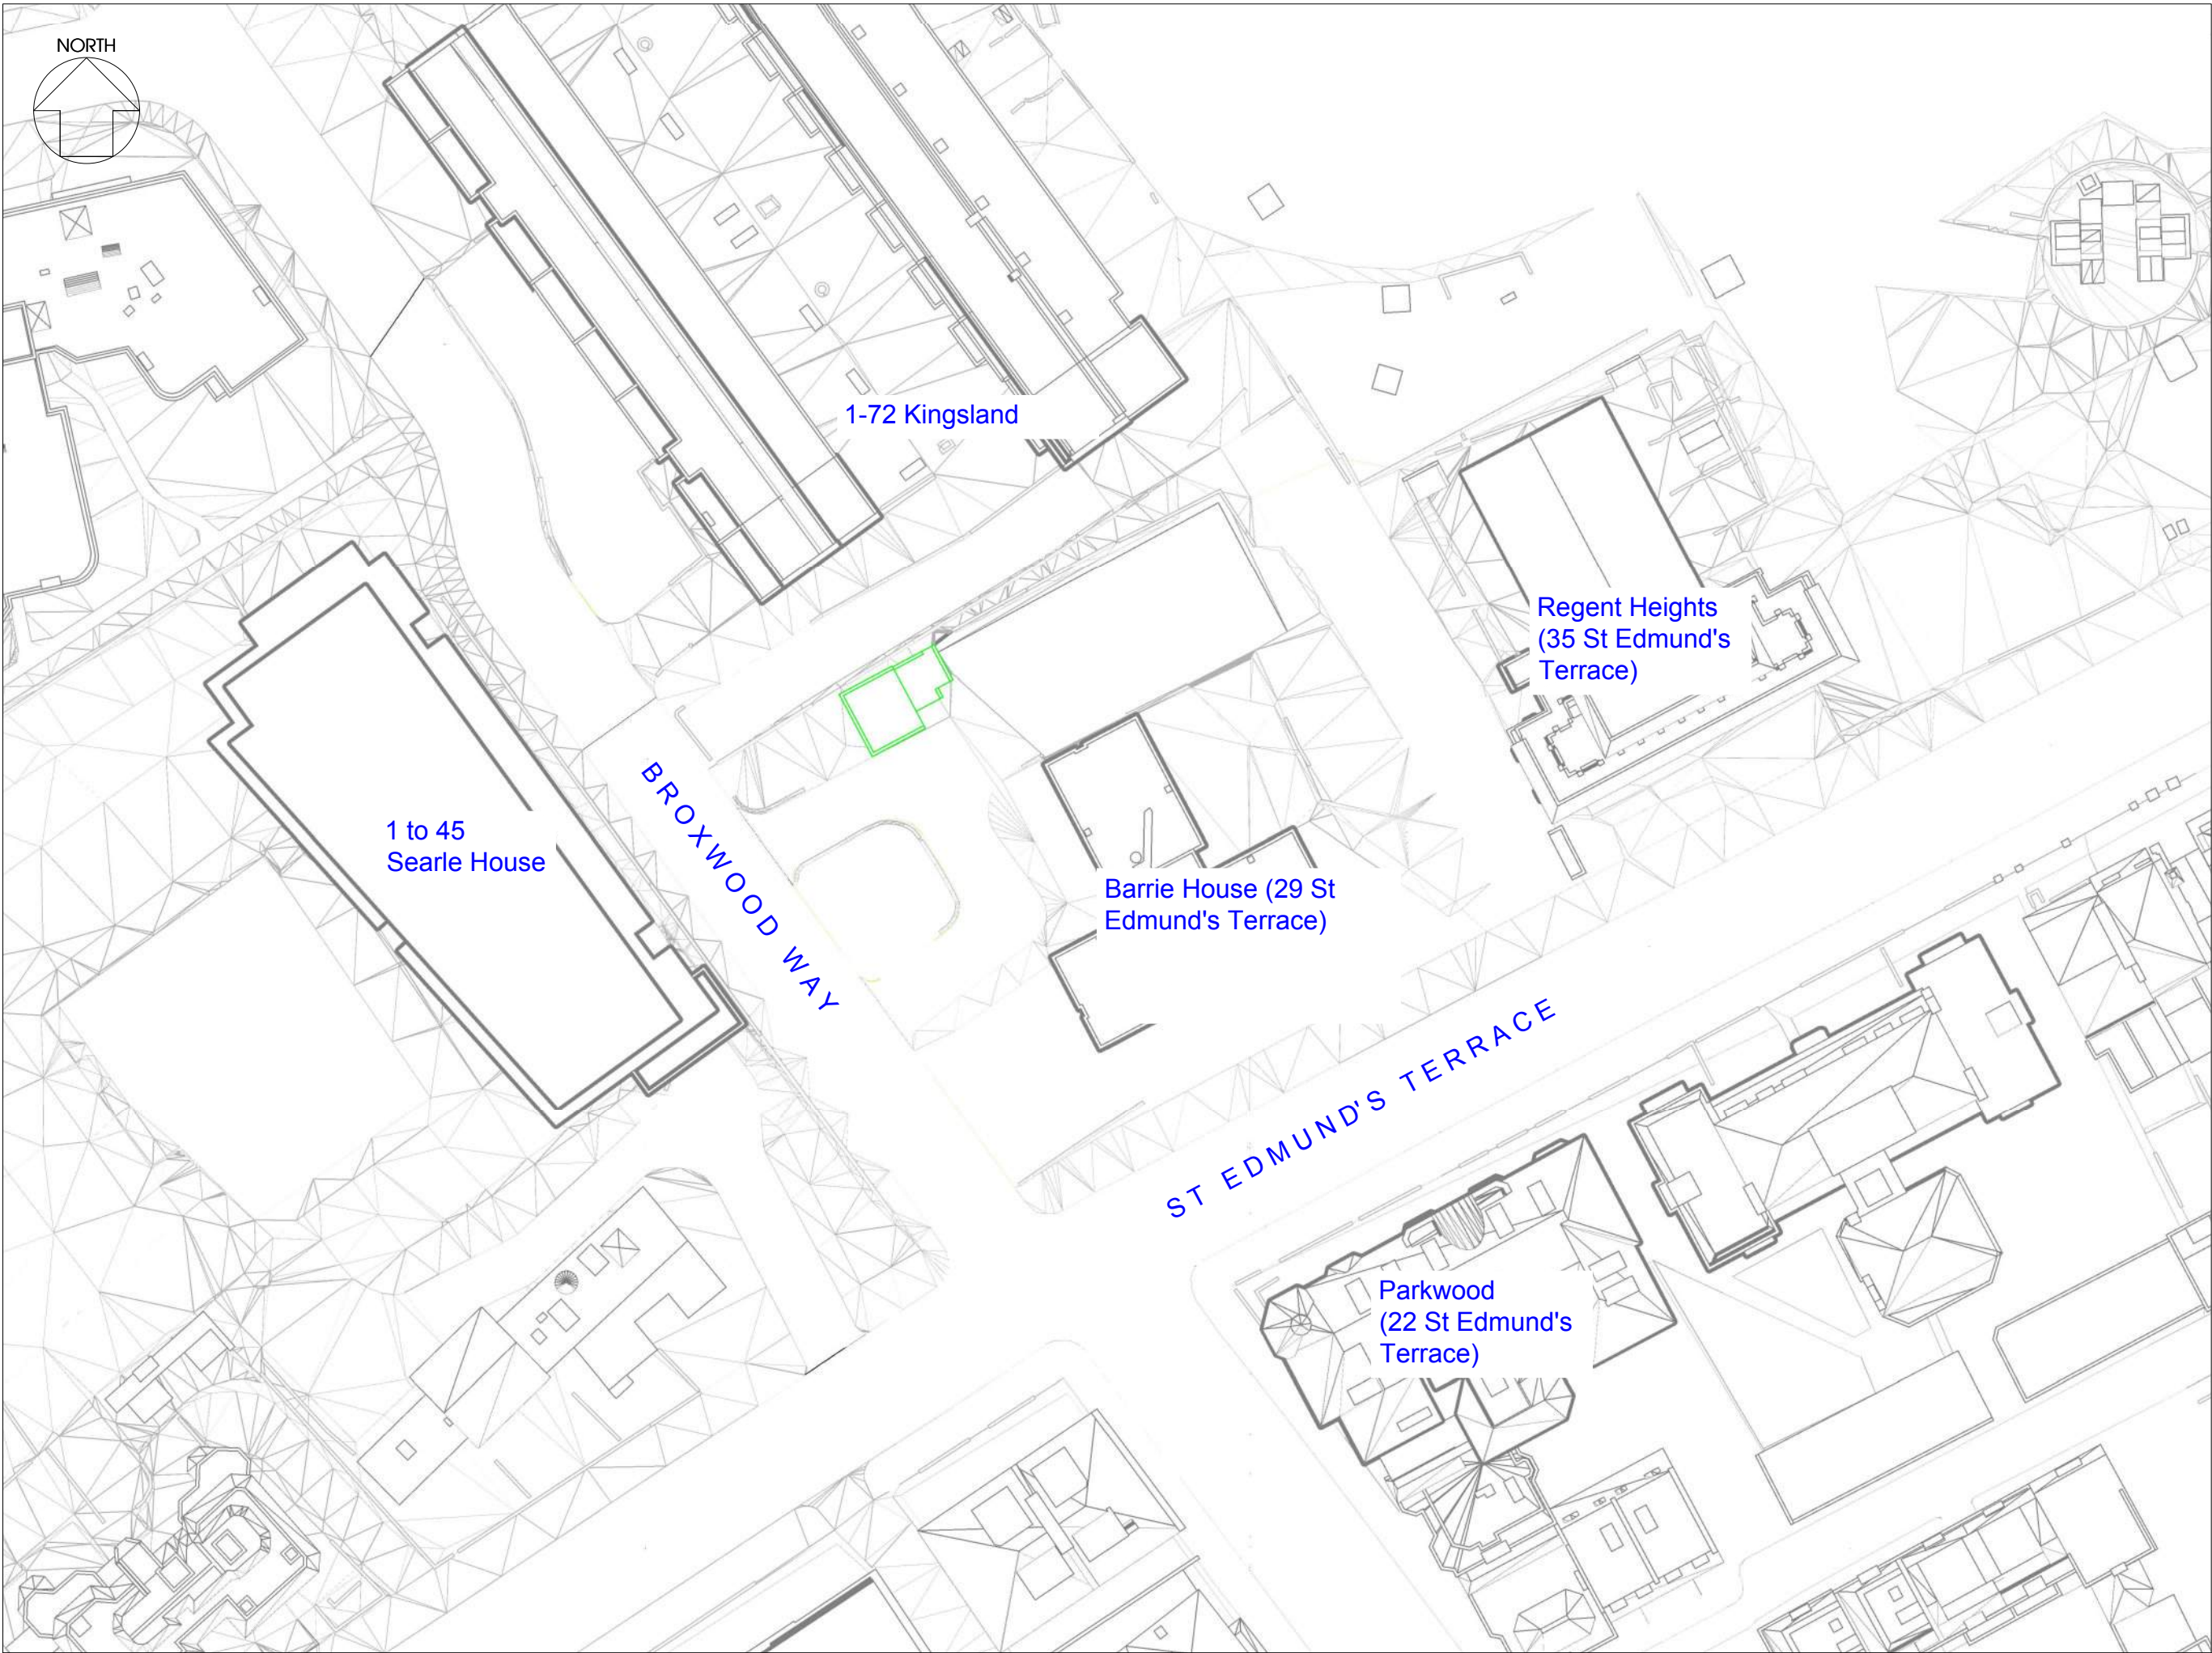 NORTH
1-72 Kingsland
Regent Heights
(35 St Edmund's
Terrace)
1 to 45
Searle House
BROXWOOD WAY
Barrie House (29 St
Edmund's Terrace)
ST EDMUND'S TERRACE
Parkwood
(22 St Edmund's
Terrace)